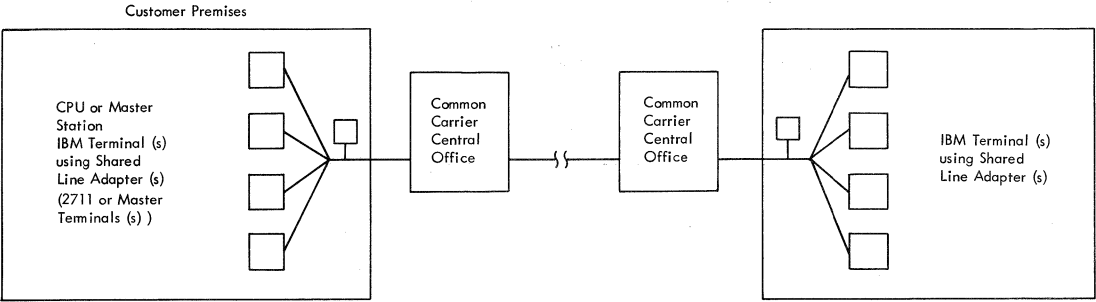 Customer Premises
CPU or Master
Station
IBM Terminal (s)
using Shared
Line Adapter (s)
(2711 or Master
Terminals (s) )
Common
Carrier
Central
Office
Common
Carrier
Central
Office
IBM Terminal (s)
using Shared
Line Adapter (s)